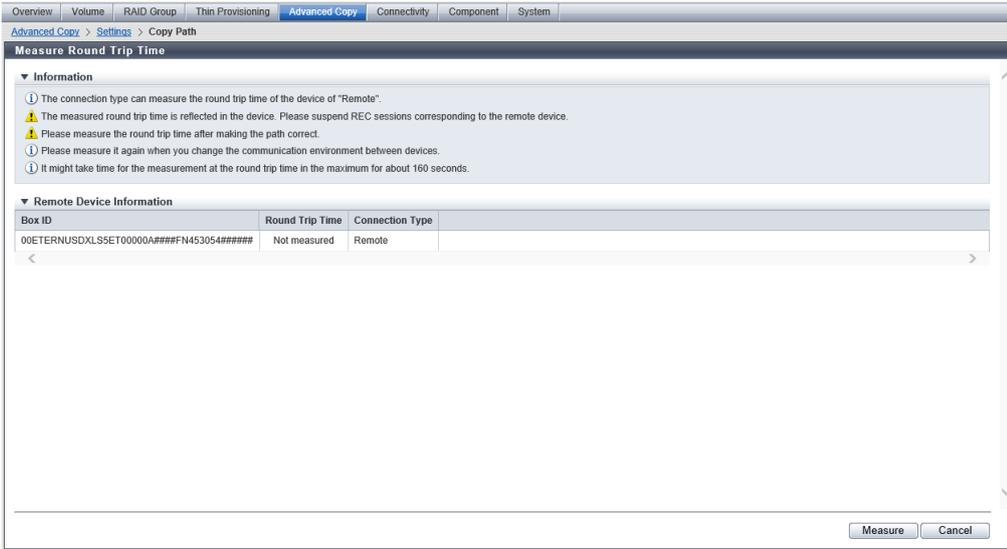 Overview Volume RAID Group Thin Provisioning Advanced Copy Connectivity Component System
Advanced Copy > Settings > Copy Path
Measure Round Trip Time
Information
The connection type can measure the round trip time of the device of "Remote".
The measured round trip time is reflected in the device. Please suspend REC sessions corresponding to the remote device.
Please measure the round trip time after making the path correct.
Please measure it again when you change the communication environment between devices.
It might take time for the measurement at the round trip time in the maximum for about 160 seconds.
Remote Device Information
Box ID Round Trip Time Connection Type
00ETERNUSDXLS5ET00000A####FN453054###### Not measured Remote
Measure Cancel